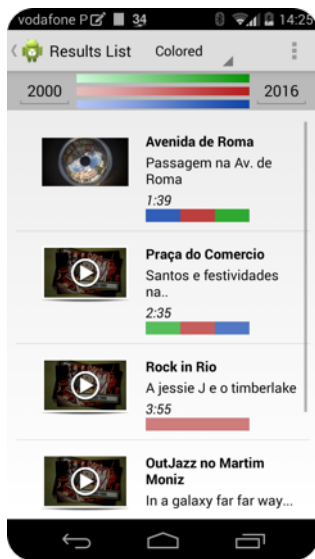 vodafone P 34 14:25
Results List Colored
2000 2016
Avenida de Roma
Passagem na Av. de
Roma
1:39
Praça do Comercio
Santos e festividades
na..
2:35
Rock in Rio
A jessie J e o timberlake
3:55
OutJazz no Martim
Moniz
In a galaxy far far way...